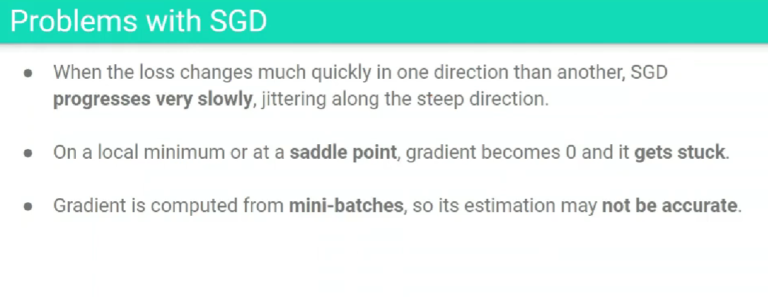 Problems with SGD
● When the loss changes much quickly in one direction than another, SGD
progresses very slowly, jittering along the steep direction.
● On a local minimum or at a saddle point, gradient becomes 0 and it gets stuck.
● Gradient is computed from mini-batches, so its estimation may not be accurate.